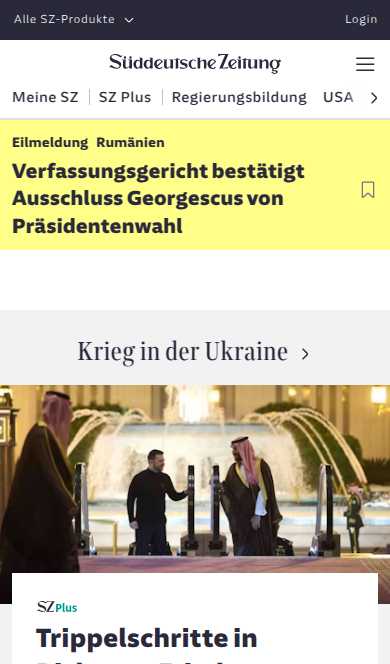 Alle SZ-Produkte
Login
Süddeutsche Zeitung
Meine SZ
SZ Plus
Regierungsbildung
USA
Eilmeldung Rumänien
Verfassungsgericht bestätigt
Ausschluss Georgescus von
Präsidentenwahl
Krieg in der Ukraine
SZ Plus
Trippelschritte in